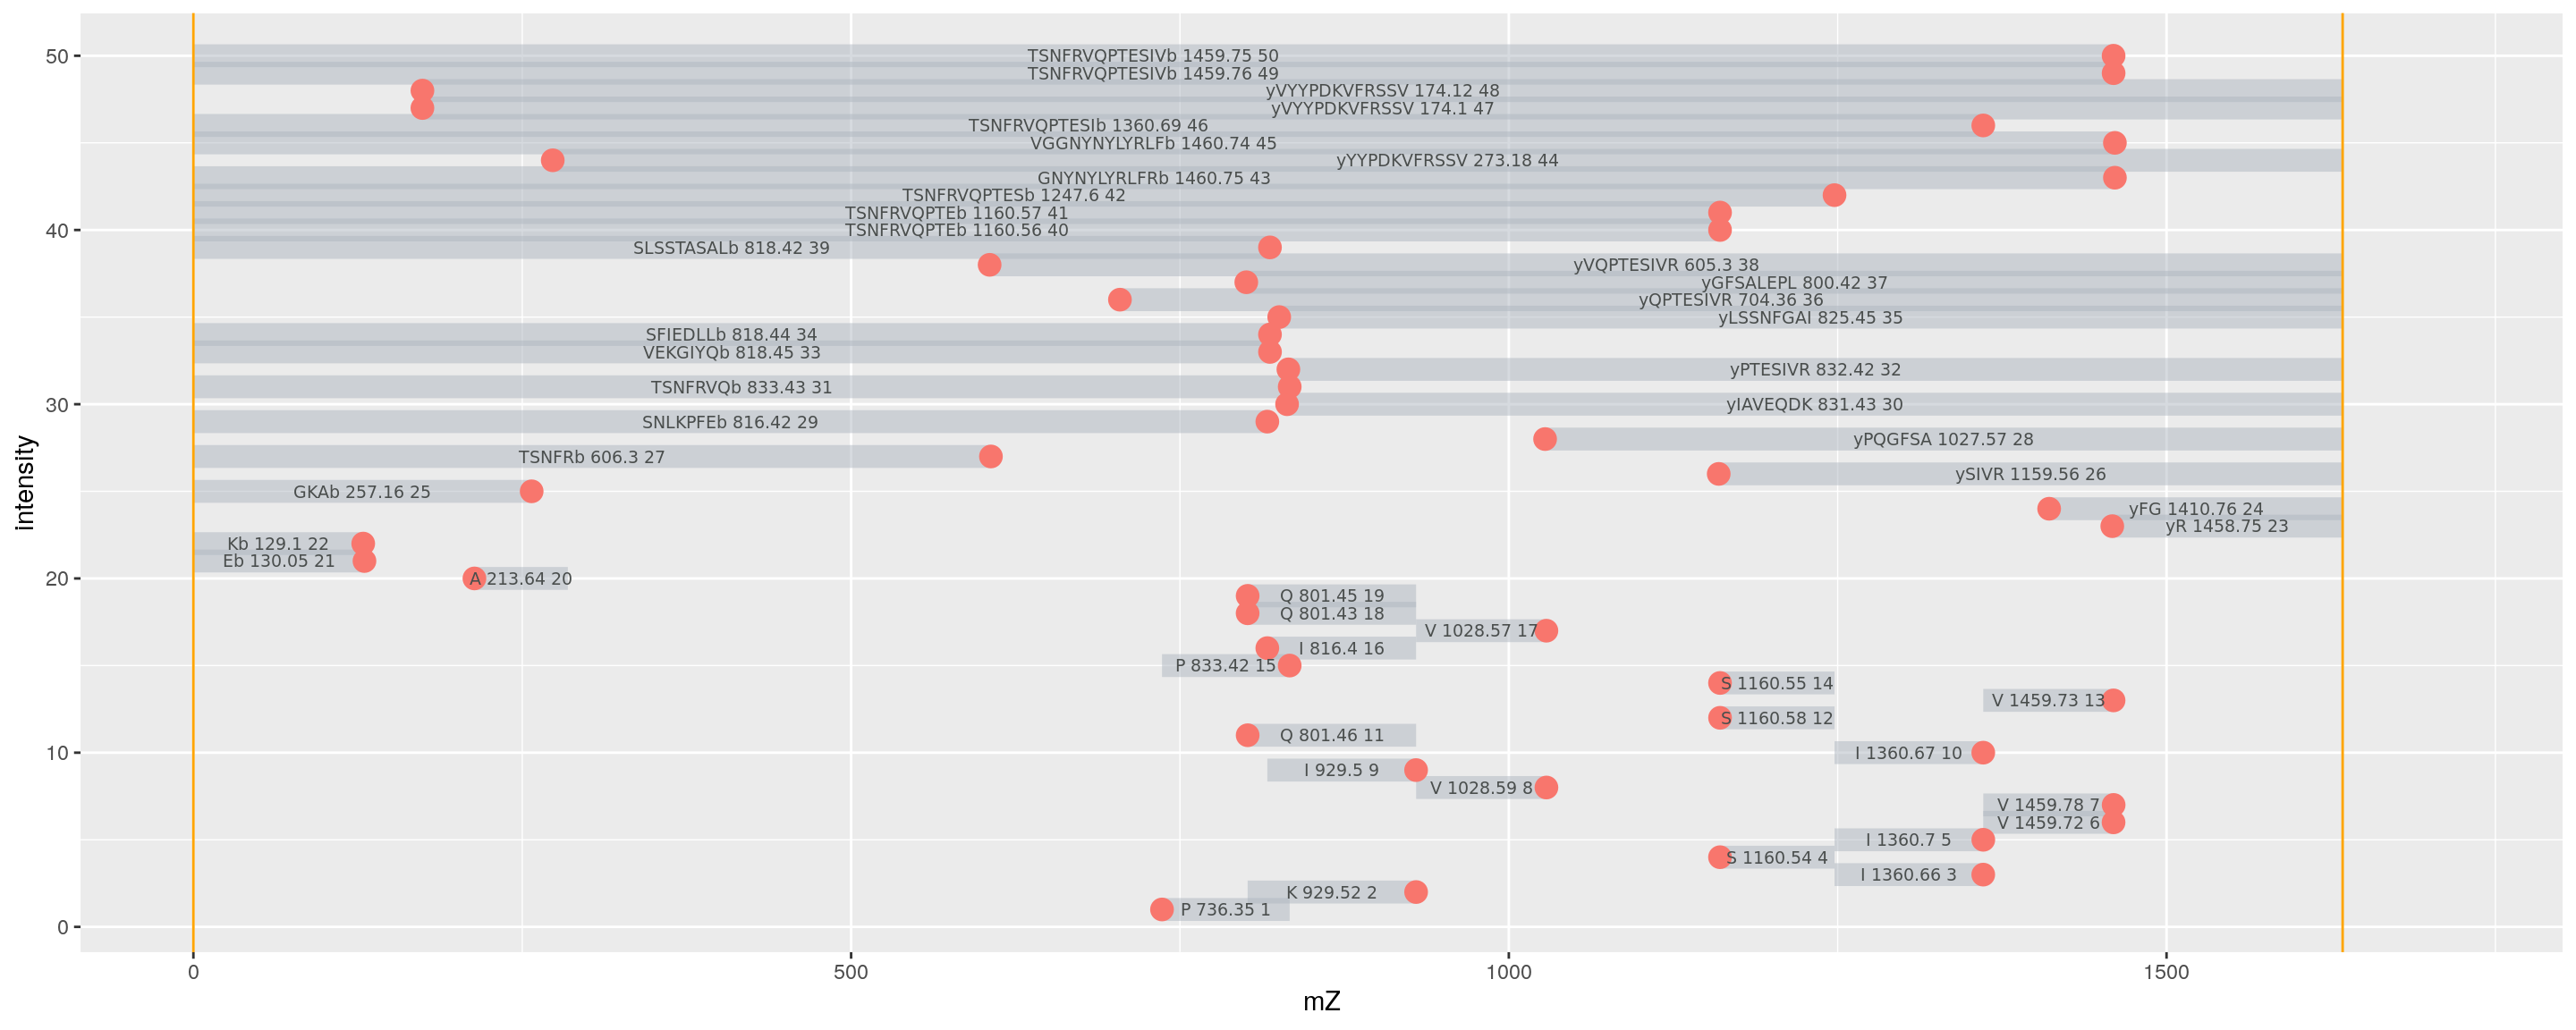 50
TSNFRVQPTESIVb 1459.75 50
TSNFRVQPTESIVb 1459.76 49
yVYYPDKVFRSSV 174.12 48
yVYYPDKVFRSSV 174.1 47
TSNFRVQPTESIb 1360.69 46
VGGNYNYLYRLFb 1460.74 45
yYYPDKVFRSSV 273.18 44
GNYNYLYRLFRb 1460.75 43
TSNFRVQPTESb 1247.6 42
TSNFRVQPTEb 1160.57 41
40
TSNFRVQPTEb 1160.56 40
SLSSTASALb 818.42 39
yVQPTESIVR 605.3 38
yGFSALEPL 800.42 37
yQPTESIVR 704.36 36
yLSSNFGAI 825.45 35
SFIEDLLb 818.44 34
VEKGIYQb 818.45 33
yPTESIVR 832.42 32
TSNFRVQb 833.43 31
30
yIAVEQDK 831.43 30
SNLKPFEb 816.42 29
yPQGFSA 1027.57 28
TSNFRb 606.3 27
ySIVR 1159.56 26
GKAb 257.16 25
yFG 1410.76 24
yR 1458.75 23
Kb 129.1 22
Eb 130.05 21
20
A 213.64 20
Q 801.45 19
Q 801.43 18
V 1028.57 17
I 816.4 16
P 833.42 15
S 1160.55 14
V 1459.73 13
S 1160.58 12
Q 801.46 11
10
I 1360.67 10
I 929.5 9
V 1028.59 8
V 1459.78 7
V 1459.72 6
I 1360.7 5
S 1160.54 4
I 1360.66 3
K 929.52 2
P 736.35 1
0
intensity
0 500 1000 1500
mZ